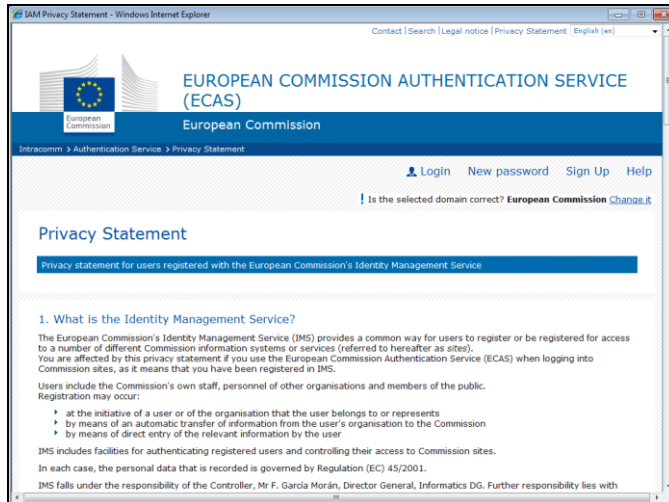 IAM Privacy Statement - Windows Internet Explorer
Contact | Search | Legal notice | Privacy Statement English (en)
EUROPEAN COMMISSION AUTHENTICATION SERVICE
(ECAS)
European
Commission
European Commission
Intracomm > Authentication Service > Privacy Statement
Login New password Sign Up Help
! Is the selected domain correct? European Commission Change it
Privacy Statement
Privacy statement for users registered with the European Commission's Identity Management Service
1. What is the Identity Management Service?
The European Commission's Identity Management Service (IMS) provides a common way for users to register or be registered for access
to a number of different Commission information systems or services (referred to hereafter as sites).
You are affected by this privacy statement if you use the European Commission Authentication Service (ECAS) when logging into
Commission sites, as it means that you have been registered in IMS.
Users include the Commission's own staff, personnel of other organisations and members of the public.
Registration may occur:
at the initiative of a user or of the organisation that the user belongs to or represents
by means of an automatic transfer of information from the user's organisation to the Commission
by means of direct entry of the relevant information by the user
IMS includes facilities for authenticating registered users and controlling their access to Commission sites.
In each case, the personal data that is recorded is governed by Regulation (EC) 45/2001.
IMS falls under the responsibility of the Controller, Mr F. García Morán, Director General, Informatics DG. Further responsibility lies with